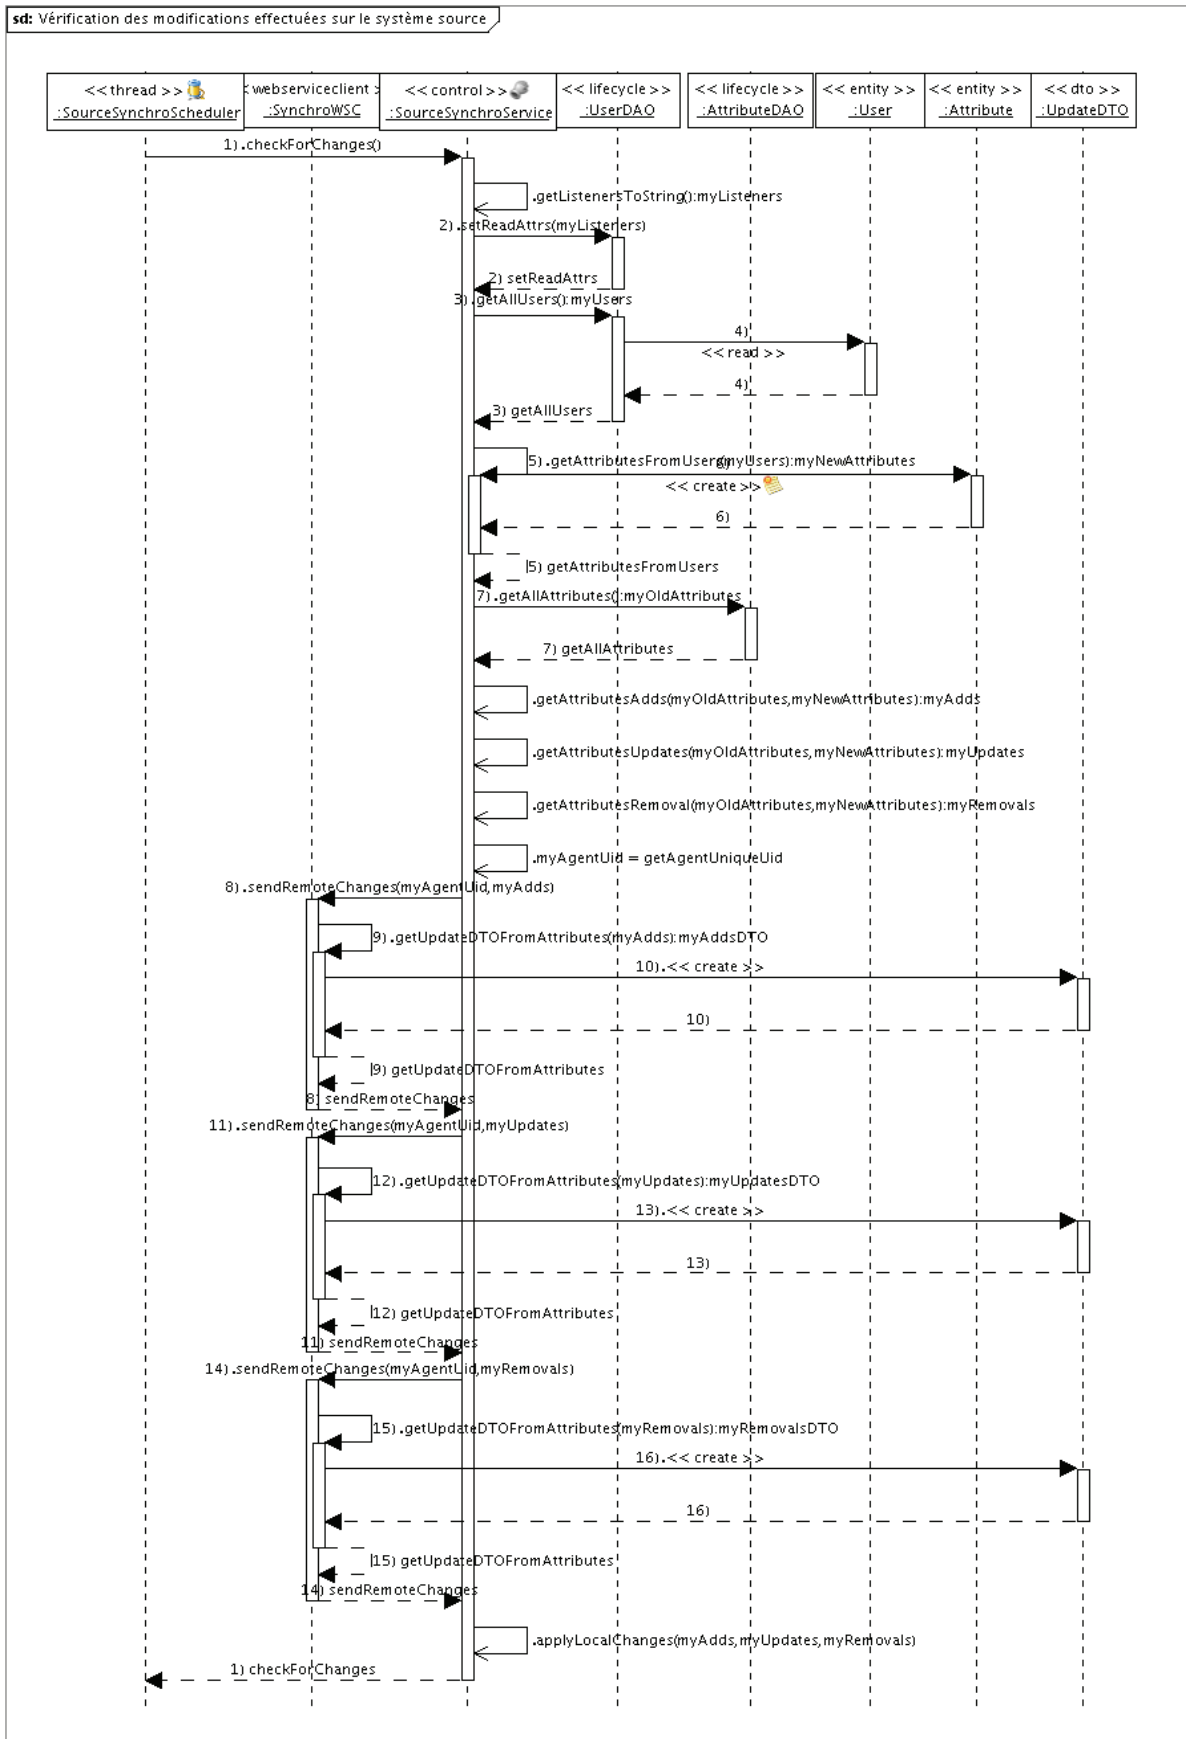 sd: Vérification des modifications effectuées sur le système source
<< thread >>
:SourceSynchroScheduler
< webserviceclient >
:SynchroWSC
<< control >>
:SourceSynchroService
<< lifecycle >>
:UserDAO
<< lifecycle >>
:AttributeDAO
<< entity >>
:User
<< entity >>
:Attribute
<< dto >>
:UpdateDTO
1).checkForChanges()
.getListenersToString():myListeners
2).setReadAttrs(myListeners)
2) setReadAttrs
3).getAllUsers():myUsers
4)
<< read >>
4)
3) getAllUsers
5).getAttributesFromUsers(myUsers):myNewAttributes
<< create >>
6)
5) getAttributesFromUsers
7).getAllAttributes():myOldAttributes
7) getAllAttributes
.getAttributesAdds(myOldAttributes,myNewAttributes):myAdds
.getAttributesUpdates(myOldAttributes,myNewAttributes):myUpdates
.getAttributesRemoval(myOldAttributes,myNewAttributes):myRemovals
.myAgentUid = getAgentUniqueUid
8).sendRemoteChanges(myAgentUid,myAdds)
9).getUpdateDTOFromAttributes(myAdds):myAddsDTO
10).<< create >>
10)
9) getUpdateDTOFromAttributes
8) sendRemoteChanges
11).sendRemoteChanges(myAgentUid,myUpdates)
12).getUpdateDTOFromAttributes(myUpdates):myUpdatesDTO
13).<< create >>
13)
12) getUpdateDTOFromAttributes
11) sendRemoteChanges
14).sendRemoteChanges(myAgentUid,myRemovals)
15).getUpdateDTOFromAttributes(myRemovals):myRemovalsDTO
16).<< create >>
16)
15) getUpdateDTOFromAttributes
14) sendRemoteChanges
.applyLocalChanges(myAdds,myUpdates,myRemovals)
1) checkForChanges